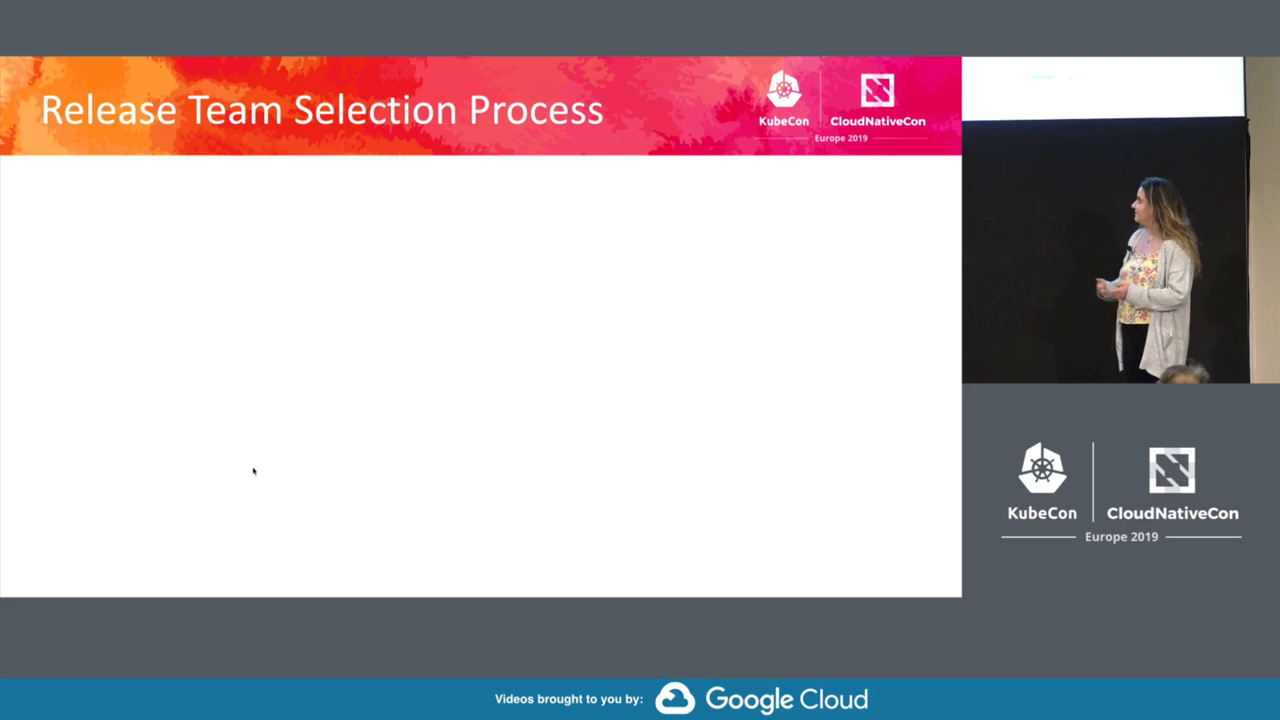 Release Team Selection Process
KubeCon
CloudNativeCon
Europe 2019
KubeCon
CloudNativeCon
Europe 2019
Videos brought to you by:
Google Cloud